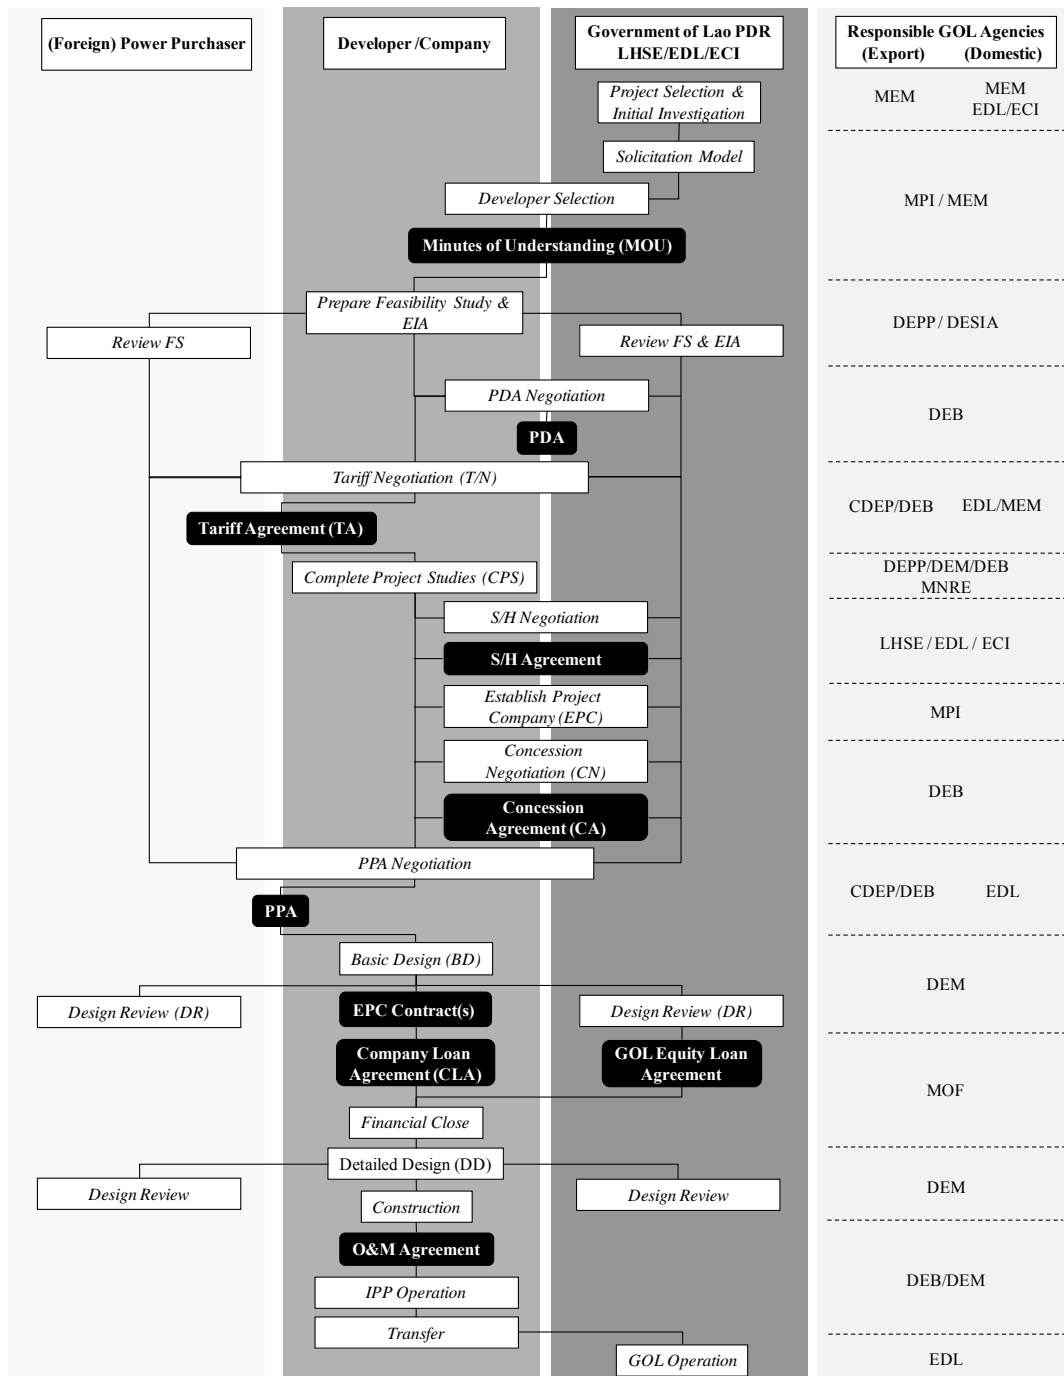 (Foreign) Power Purchaser
Developer /Company
Government of Lao PDR
LHSE/EDL/ECI
Responsible GOL Agencies
(Export) (Domestic)
Project Selection &
Initial Investigation
MEM
MEM
EDL/ECI
Solicitation Model
Developer Selection
MPI / MEM
Minutes of Understanding (MOU)
Prepare Feasibility Study &
EIA
Review FS
Review FS & EIA
DEPP / DESIA
PDA Negotiation
DEB
PDA
Tariff Negotiation (T/N)
Tariff Agreement (TA)
CDEP/DEB
EDL/MEM
Complete Project Studies (CPS)
DEPP/DEM/DEB
MNRE
S/H Negotiation
S/H Agreement
LHSE / EDL / ECI
Establish Project
Company (EPC)
MPI
Concession
Negotiation (CN)
DEB
Concession
Agreement (CA)
PPA Negotiation
CDEP/DEB
EDL
PPA
Basic Design (BD)
DEM
Design Review (DR)
EPC Contract(s)
Design Review (DR)
Company Loan
Agreement (CLA)
GOL Equity Loan
Agreement
MOF
Financial Close
Detailed Design (DD)
Design Review
Design Review
DEM
Construction
O&M Agreement
DEB/DEM
IPP Operation
Transfer
GOL Operation
EDL